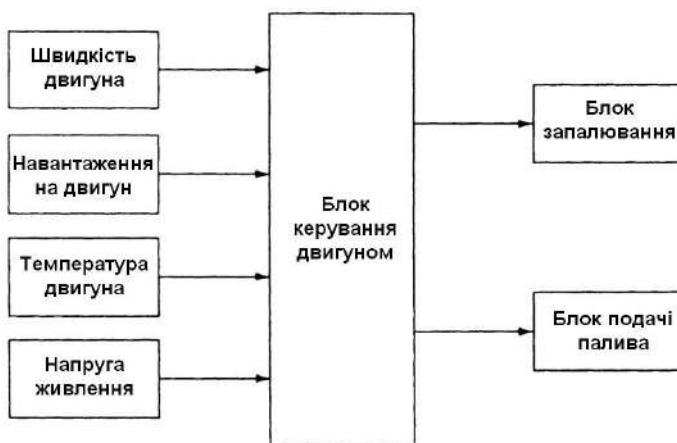 Швидкість
двигуна
Навантаження
на двигун
Температура
двигуна
Напруга
живлення
Блок
керування
двигуном
Блок
запалювання
Блок подачі
палива